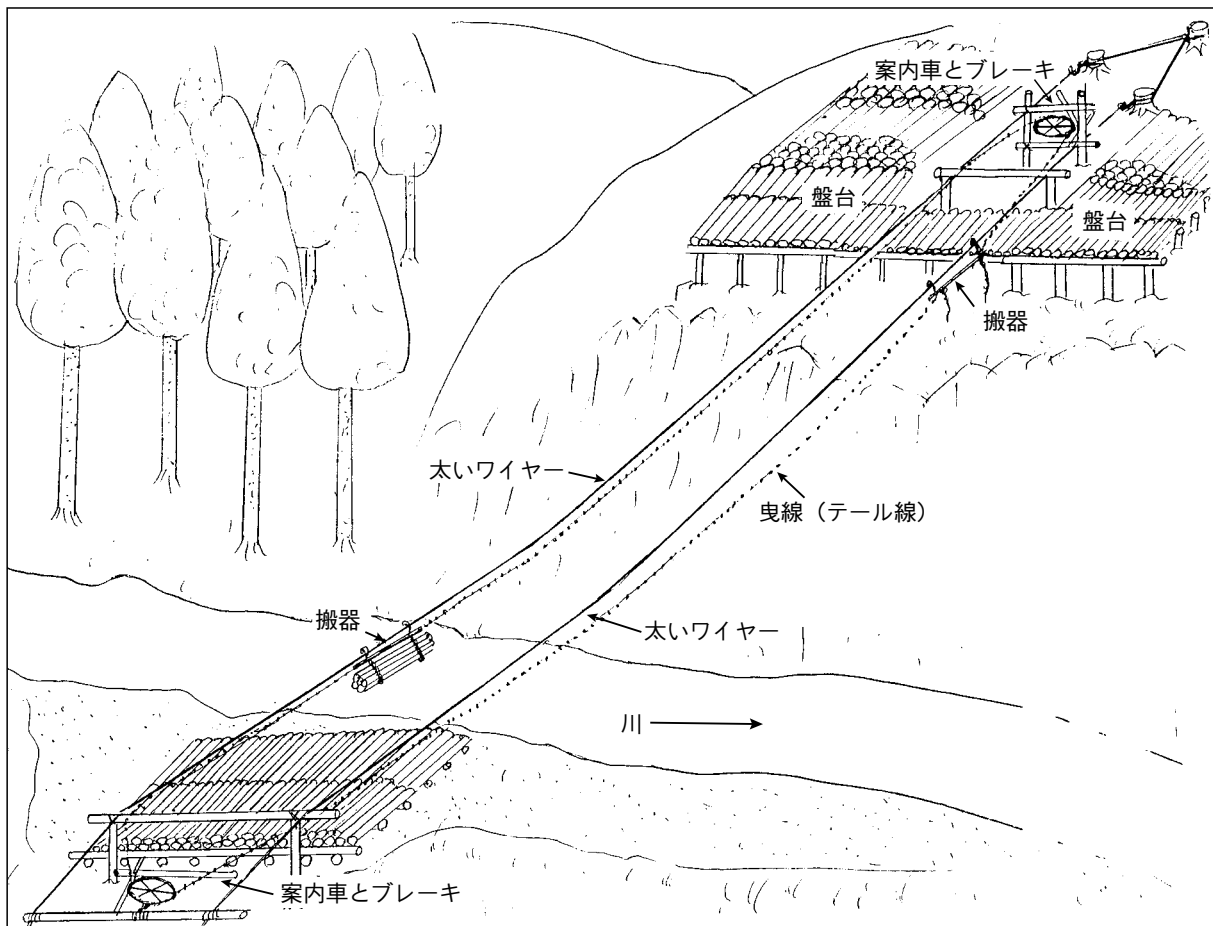 案内車とブレーキ
盤台
盤台
搬器
太いワイヤー
曳線（テール線）
搬器
太いワイヤー
川
案内車とブレーキ